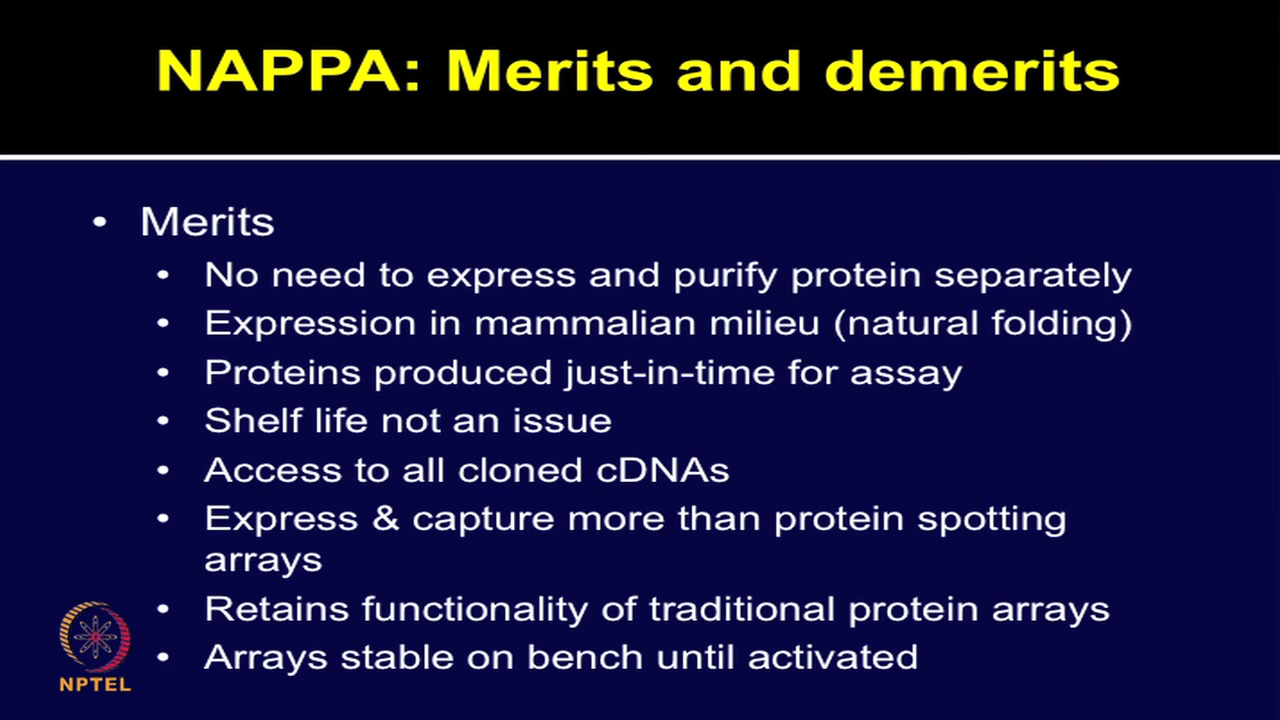 NAPPA: Merits and demerits
• Merits
• No need to express and purify protein separately
• Expression in mammalian milieu (natural folding)
• Proteins produced just-in-time for assay
• Shelf life not an issue
• Access to all cloned cDNAs
• Express & capture more than protein spotting
arrays
• Retains functionality of traditional protein arrays
• Arrays stable on bench until activated
NPTEL